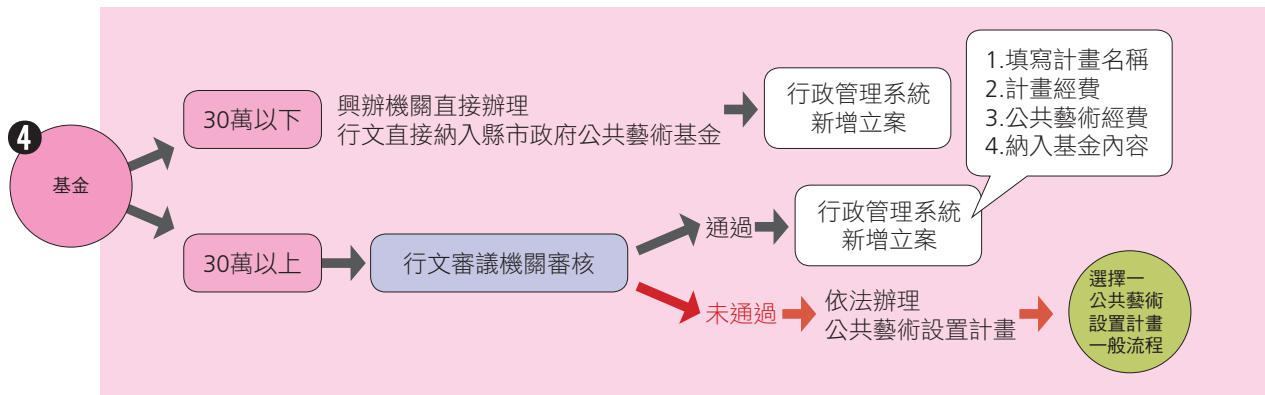 4
基金
30萬以下
興辦機關直接辦理
行文直接納入縣市政府公共藝術基金
行政管理系統
新增立案
1.填寫計畫名稱
2.計畫經費
3.公共藝術經費
4.納入基金內容
30萬以上
行文審議機關審核
通過
行政管理系統
新增立案
未通過
依法辦理
公共藝術設置計畫
選擇一
公共藝術
設置計畫
一般流程